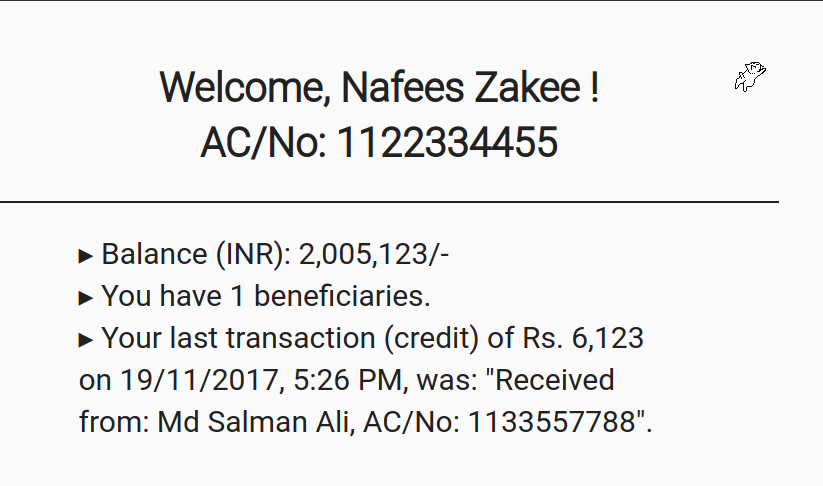 Welcome, Nafees Zakee !
AC/No: 1122334455
▸ Balance (INR): 2,005,123/-
▸ You have 1 beneficiaries.
▸ Your last transaction (credit) of Rs. 6,123
on 19/11/2017, 5:26 PM, was: "Received
from: Md Salman Ali, AC/No: 1133557788".